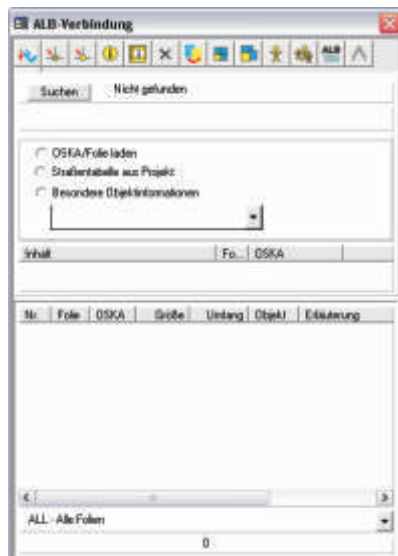 ALB-Verbindung
ALB
Suchen Nicht gefunden
OSKA/Folie laden
Straßentabelle aus Projekt
Besondere Objektinformationen
Inhalt Fo... OSKA
Nr. Folie OSKA Größe Umfang Objekt Erläuterung
ALL - Alle Folien
0